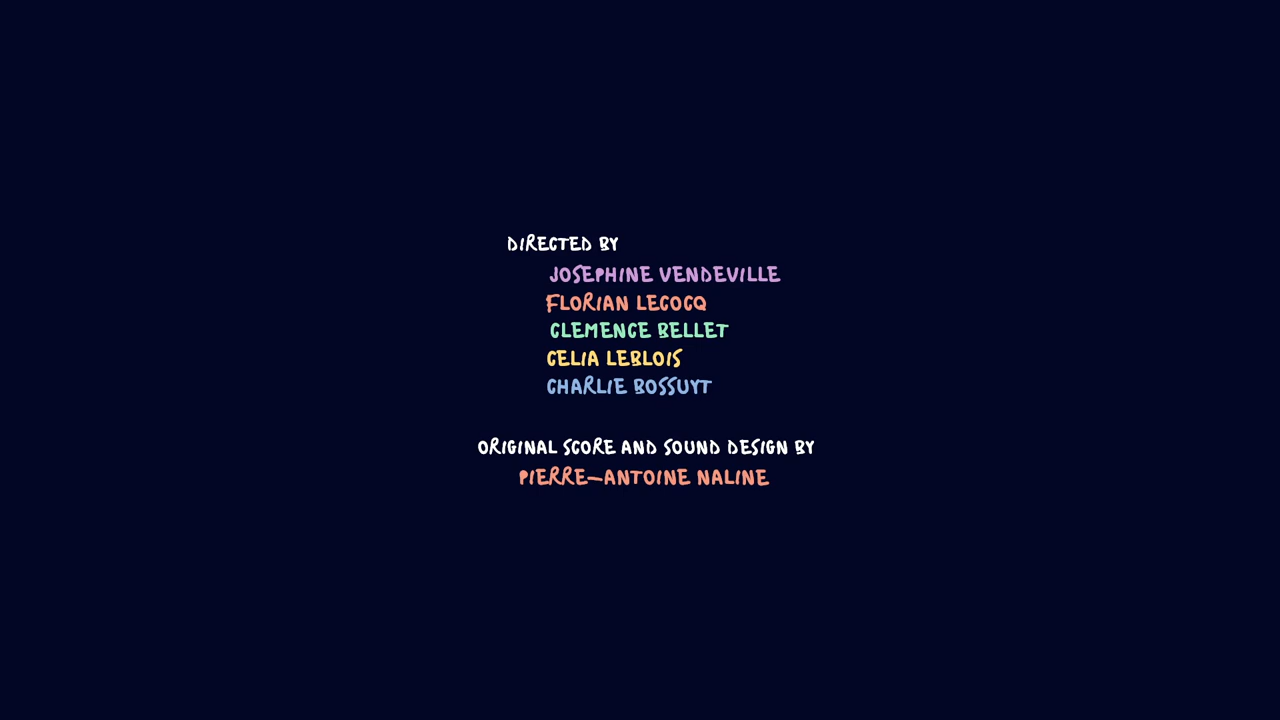 DIRECTED BY
JOSEPHINE VENDEVILLE
FLORIAN LECOCQ
CLEMENCE BELLET
CELIA LEBLOIS
CHARLIE BOSSUYT
ORIGINAL SCORE AND SOUND DESIGN BY
PIERRE-ANTOINE NALINE